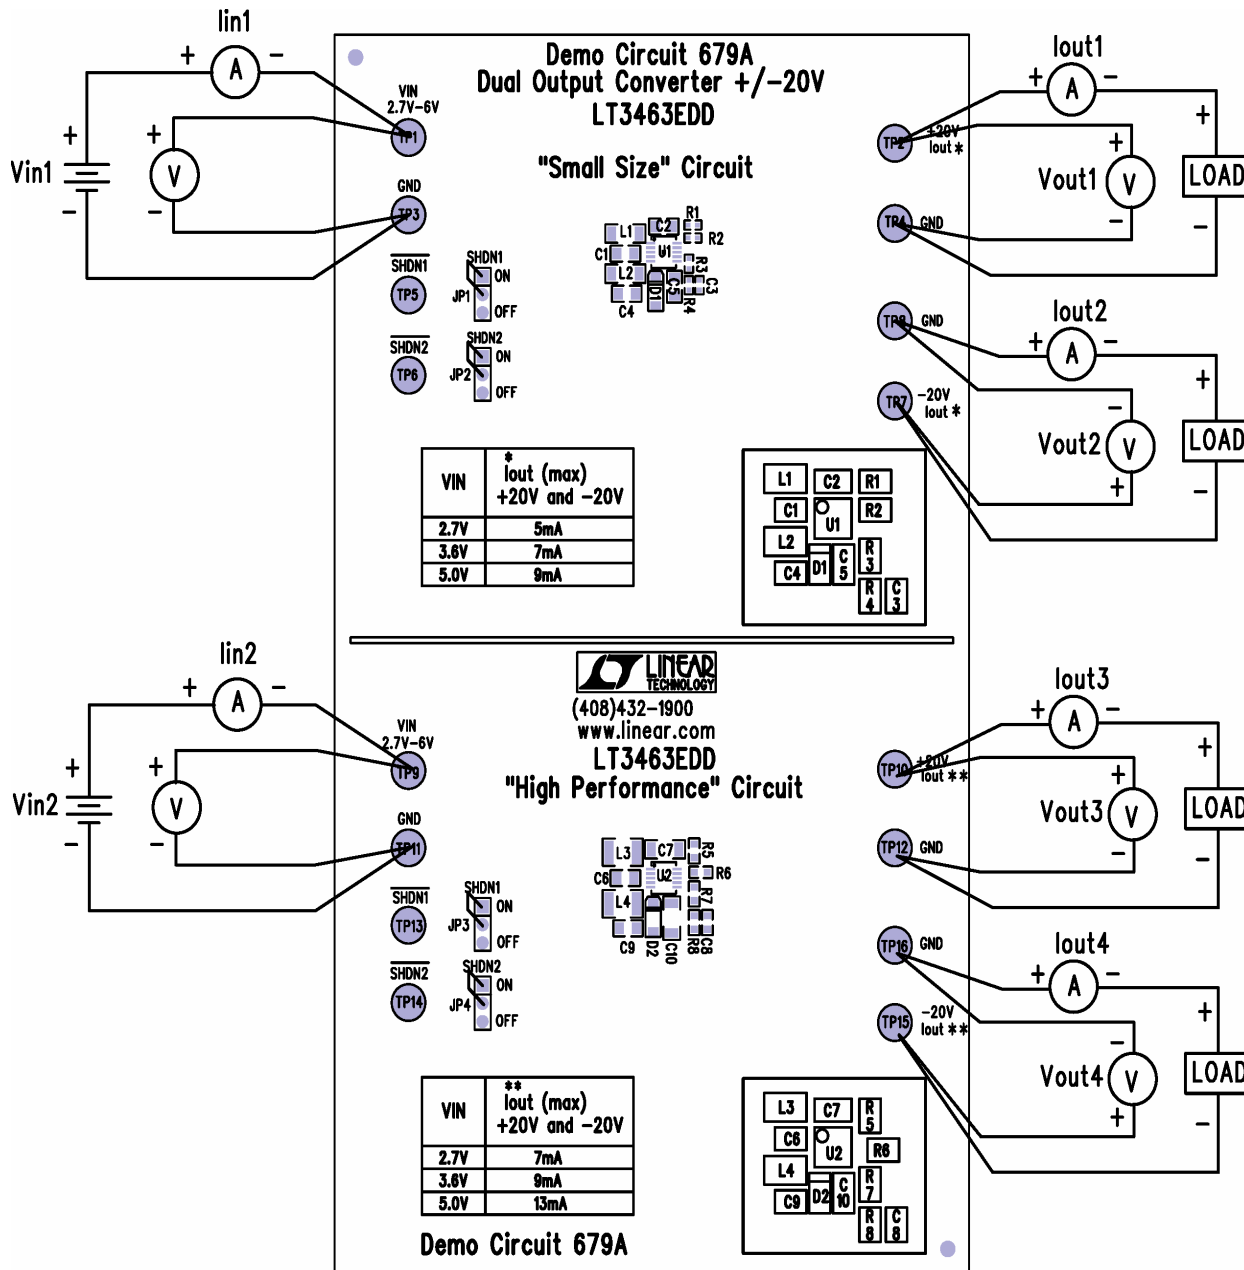 Iin1
+ A -
Demo Circuit 679A
Dual Output Converter +/-20V
LT3463EDD
"Small Size" Circuit
VIN
2.7V-6V
TP1
Vin1
+
-
+
V
-
GND
TP3
SHDN1
TP5
SHDN2
TP6
SHDN1
ON
JP1
OFF
SHDN2
ON
JP2
OFF
L1
C2
R1
R2
C1
U1
L2
R3
D1
C5
C3
C4
R4
Iout1
+ A -
TP2
+20V
Iout *
+
Vout1
V
-
+
LOAD
-
TP4
GND
Iout2
+ A -
TP8
GND
-
Vout2
V
+
+
LOAD
-
TP7
-20V
Iout *
VIN
*
Iout (max)
+20V and -20V
2.7V 5mA
3.6V 7mA
5.0V 9mA
L1 C2 R1
C1 U1 R2
L2
C4 D1 C5 R3
R4 C3
LINEAR
TECHNOLOGY
(408)432-1900
www.linear.com
LT3463EDD
"High Performance" Circuit
Iin2
+ A -
VIN
2.7V-6V
TP9
Vin2
+
-
+
V
-
GND
TP11
SHDN1
TP13
SHDN2
TP14
SHDN1
ON
JP3
OFF
SHDN2
ON
JP4
OFF
L3
C7
R5
C6
U2
R6
L4
R7
C9
D2
C10
R8
C8
Iout3
+ A -
TP10
+20V
Iout **
+
Vout3
V
-
+
LOAD
-
TP12
GND
Iout4
+ A -
TP16
GND
-
Vout4
V
+
+
LOAD
-
TP15
-20V
Iout **
VIN
**
Iout (max)
+20V and -20V
2.7V 7mA
3.6V 9mA
5.0V 13mA
L3 C7 R5
C6 U2 R6
L4
C9 D2 C10 R7
R8 C8
Demo Circuit 679A